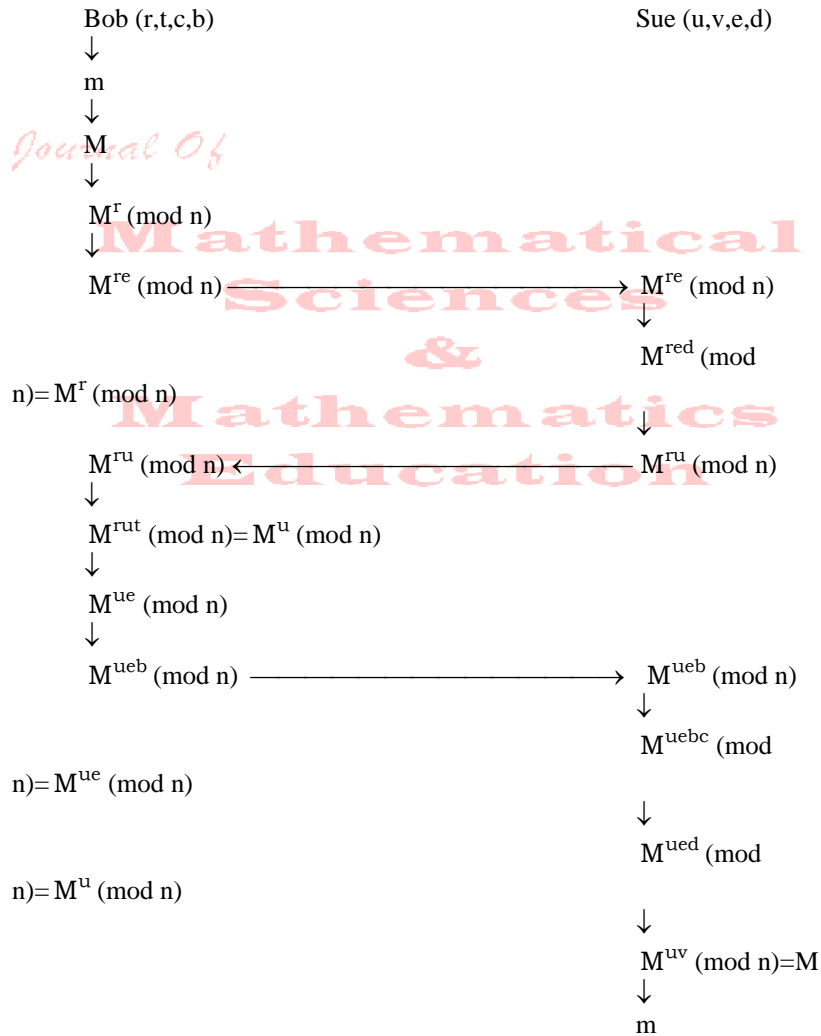 Bob (r,t,c,b) Sue (u,v,e,d)
↓
m
↓
M
Journal Of
↓
M^r (mod n)
Mathematical
↓
M^re (mod n) ⟶ M^re (mod n)
Sciences
↓
&
M^red (mod
n)= M^r (mod n)
Mathematics
↓
M^ru (mod n) ⟵ M^ru (mod n)
Education
↓
M^rut (mod n)= M^u (mod n)
↓
M^ue (mod n)
↓
M^ueb (mod n) ⟶ M^ueb (mod n)
↓
M^uebc (mod
n)= M^ue (mod n)
↓
M^ued (mod
n)= M^u (mod n)
↓
M^uv (mod n)=M
↓
m